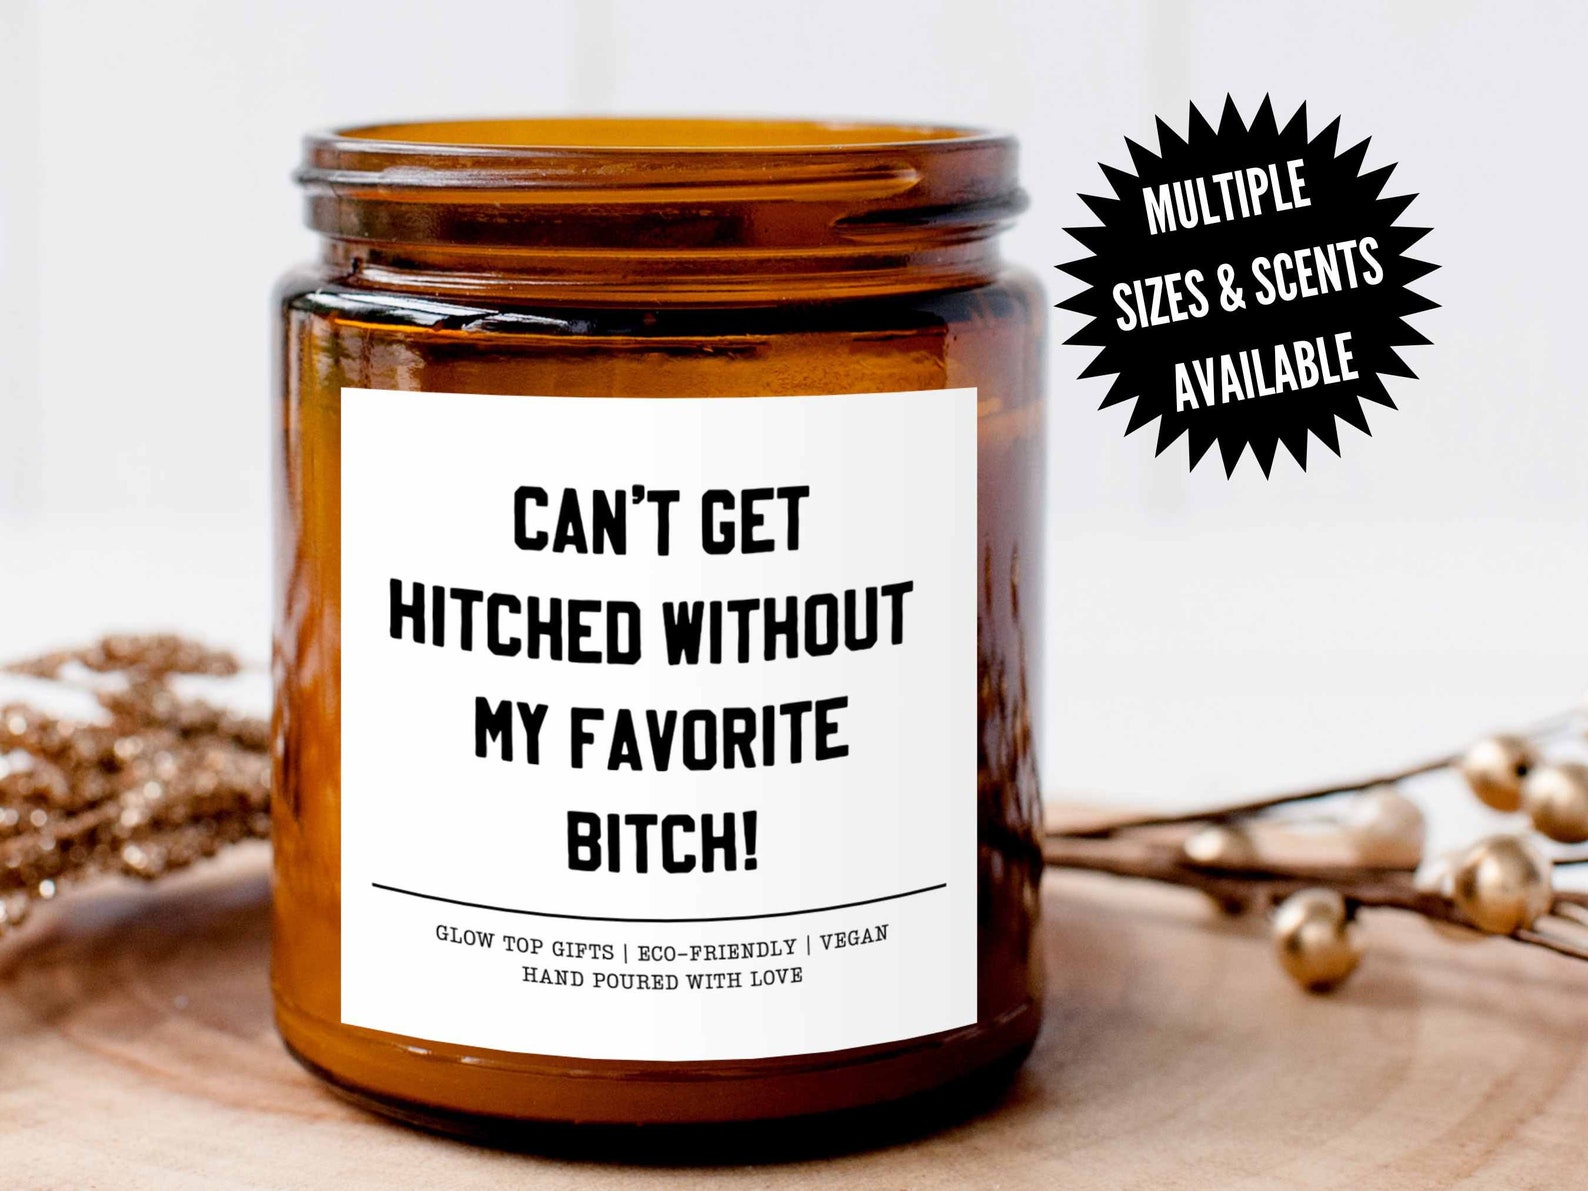 CAN'T GET
HITCHED WITHOUT
MY FAVORITE
BITCH!
GLOW TOP GIFTS | ECO-FRIENDLY | VEGAN
HAND POURED WITH LOVE
MULTIPLE
SIZES & SCENTS
AVAILABLE